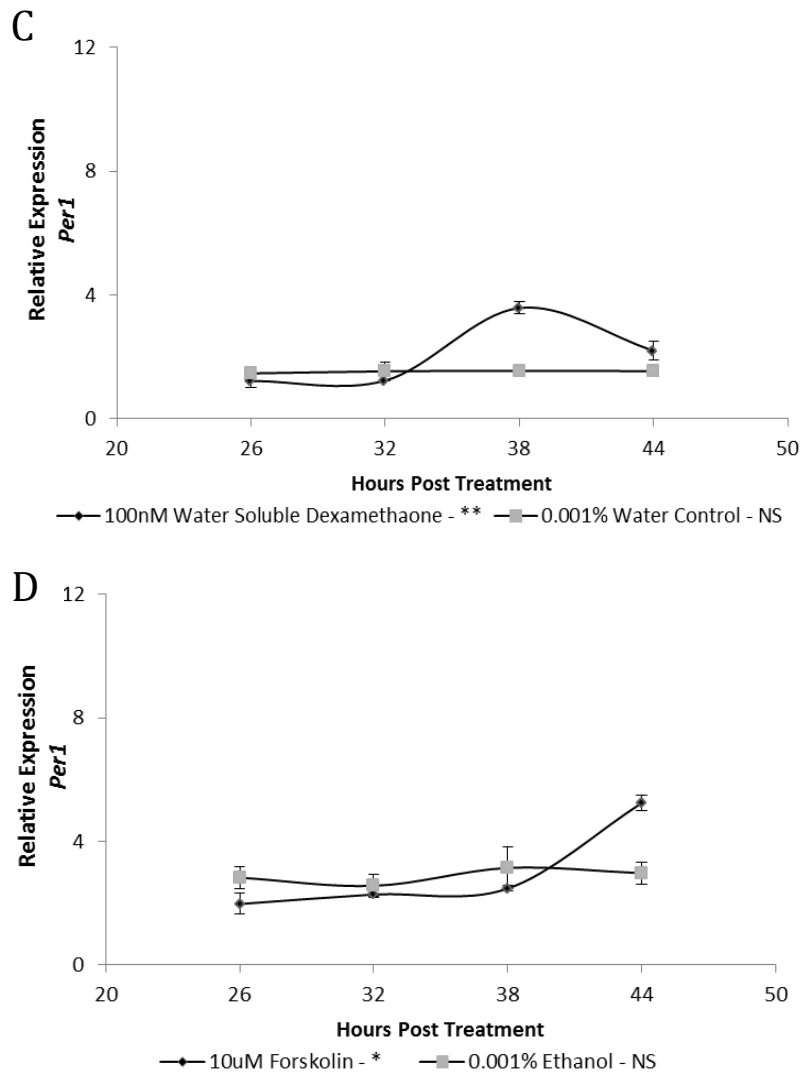 C
12
8
4
0
Relative Expression
Per1
20 26 32 38 44 50
Hours Post Treatment
100nM Water Soluble Dexamethaone - ** 0.001% Water Control - NS
D
12
8
4
0
Relative Expression
Per1
20 26 32 38 44 50
Hours Post Treatment
10uM Forskolin - * 0.001% Ethanol - NS